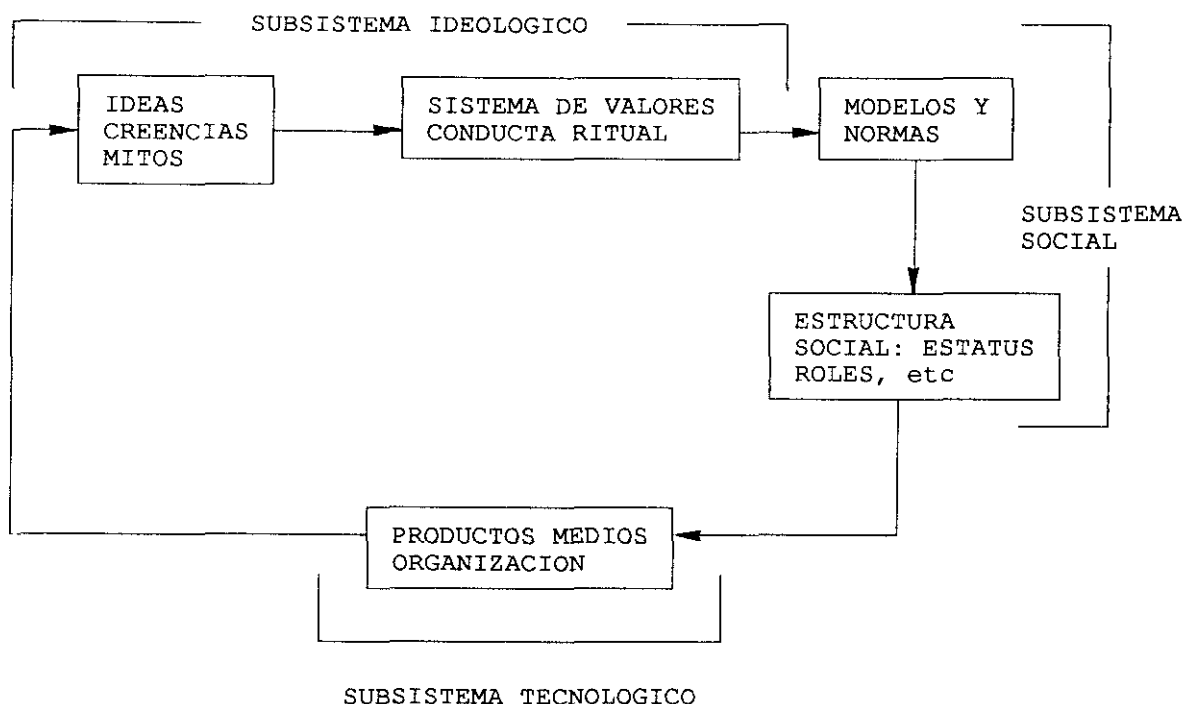 SUBSISTEMA IDEOLOGICO
IDEAS
CREENCIAS
MITOS
SISTEMA DE VALORES
CONDUCTA RITUAL
MODELOS Y
NORMAS
SUBSISTEMA
SOCIAL
ESTRUCTURA
SOCIAL: ESTATUS
ROLES, etc
PRODUCTOS MEDIOS
ORGANIZACION
SUBSISTEMA TECNOLOGICO